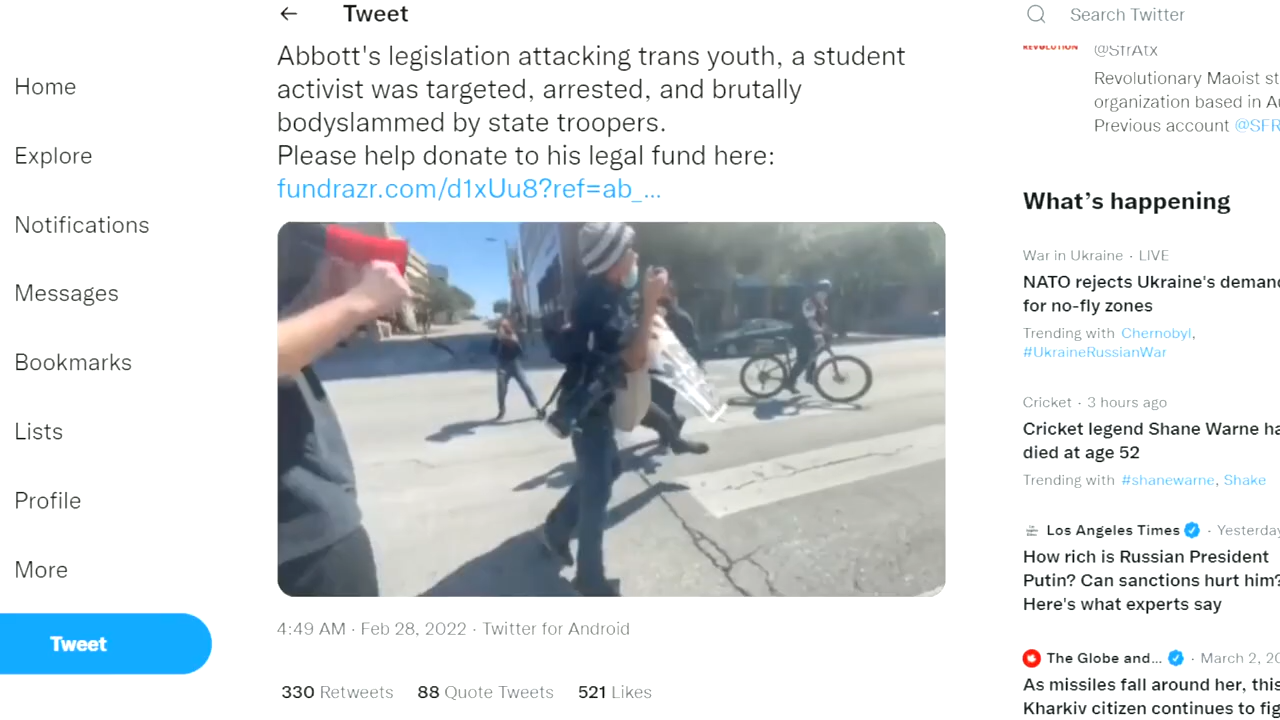 Tweet
Search Twitter
Home
Explore
Notifications
Messages
Bookmarks
Lists
Profile
More
Tweet
Abbott's legislation attacking trans youth, a student
activist was targeted, arrested, and brutally
bodyslammed by state troopers.
Please help donate to his legal fund here:
fundrazr.com/d1xUu8?ref=ab_...
4:49 AM · Feb 28, 2022 · Twitter for Android
330 Retweets 88 Quote Tweets 521 Likes
REVOLUTION
@SfrAtx
Revolutionary Maoist st
organization based in Au
Previous account @SFR
What's happening
War in Ukraine · LIVE
NATO rejects Ukraine's demand
for no-fly zones
Trending with Chernobyl,
#UkraineRussianWar
Cricket · 3 hours ago
Cricket legend Shane Warne ha
died at age 52
Trending with #shanewarne, Shake
Los Angeles Times · Yesterday
How rich is Russian President
Putin? Can sanctions hurt him?
Here's what experts say
The Globe and... · March 2, 20
As missiles fall around her, this
Kharkiv citizen continues to fig